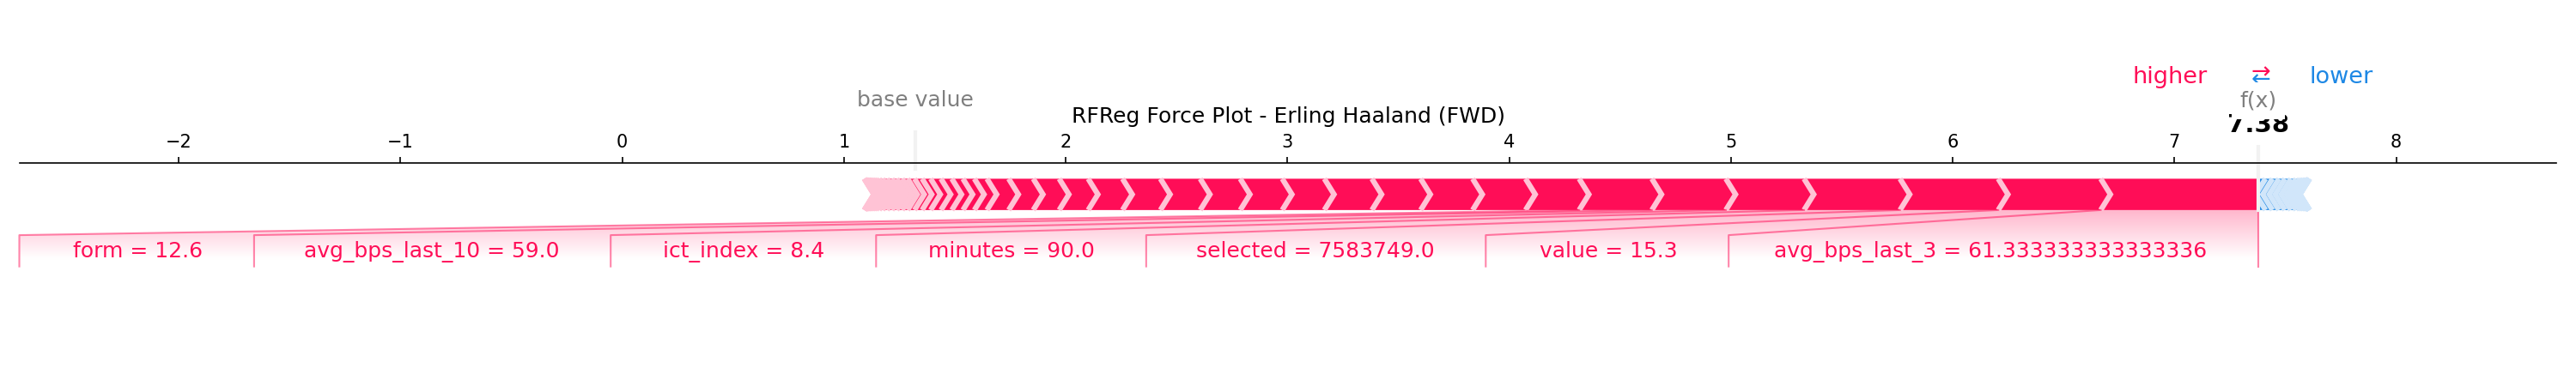 higher ⇄ lower
base value
f(x)
RFReg Force Plot - Erling Haaland (FWD)
7.38
−2 −1 0 1 2 3 4 5 6 7 8
form = 12.6 avg_bps_last_10 = 59.0 ict_index = 8.4 minutes = 90.0 selected = 7583749.0 value = 15.3 avg_bps_last_3 = 61.333333333333336